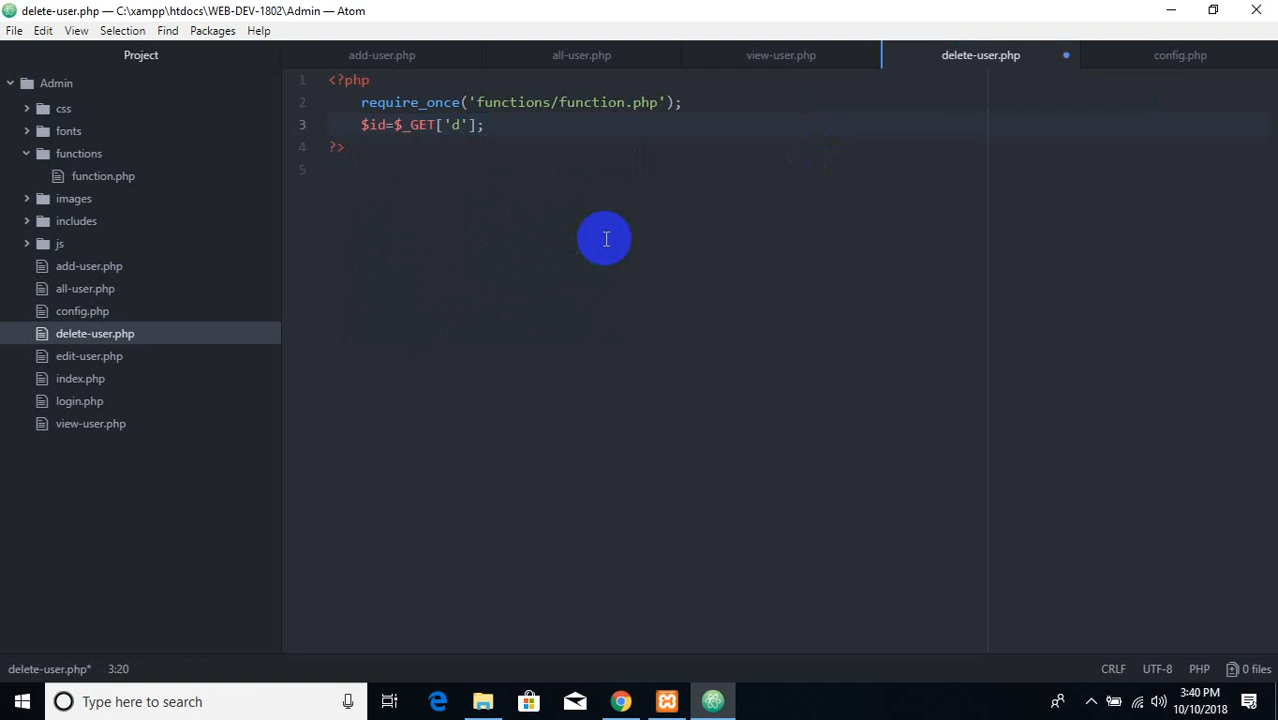 delete-user.php — C:\xampp\htdocs\WEB-DEV-1802\Admin — Atom
File Edit View Selection Find Packages Help
Project
add-user.php all-user.php view-user.php delete-user.php config.php
Admin
css
fonts
functions
function.php
images
includes
js
add-user.php
all-user.php
config.php
delete-user.php
edit-user.php
index.php
login.php
view-user.php
1 <?php
2 require_once('functions/function.php');
3 $id=$_GET['d'];
4 ?>
5
delete-user.php* 3:20 CRLF UTF-8 PHP 0 files
Type here to search
3:40 PM
10/10/2018